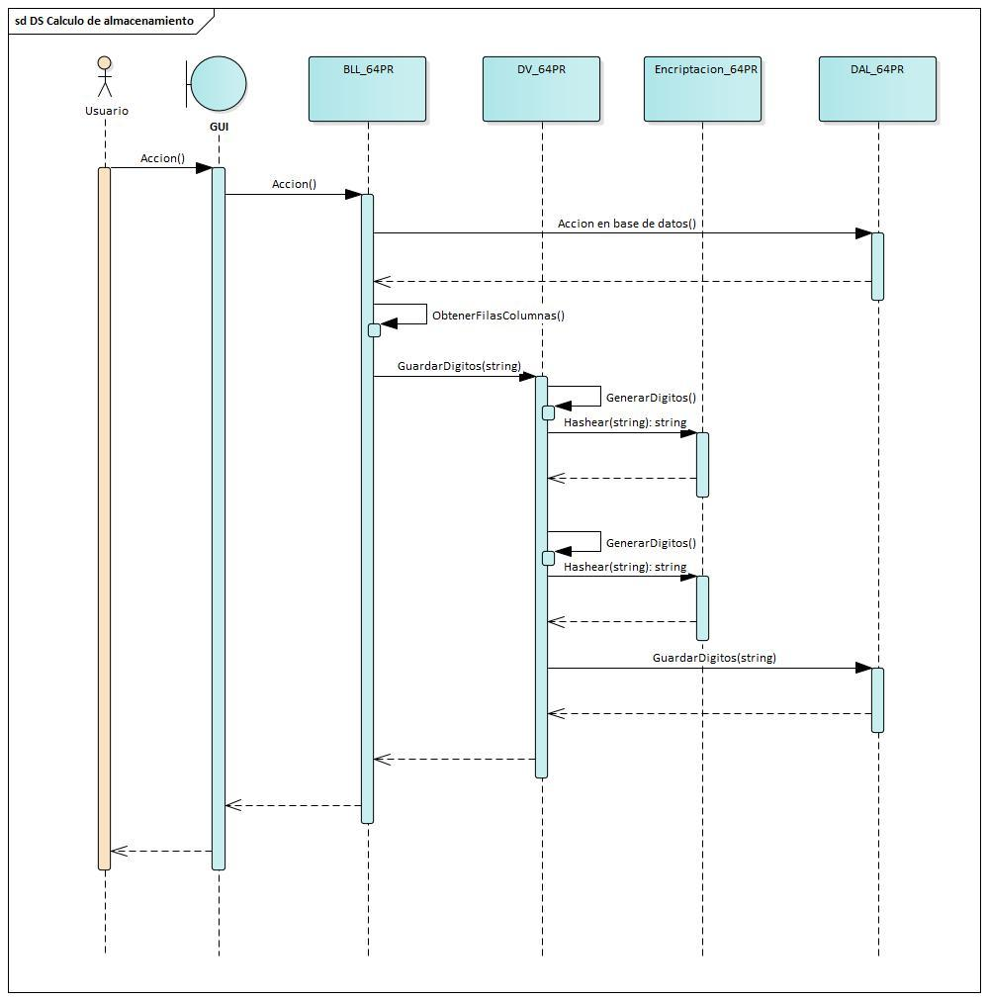 sd DS Calculo de almacenamiento
Usuario
GUI
BLL_64PR
DV_64PR
Encriptacion_64PR
DAL_64PR
Accion()
Accion()
Accion en base de datos()
ObtenerFilasColumnas()
GuardarDigitos(string)
GenerarDigitos()
Hashear(string): string
GenerarDigitos()
Hashear(string): string
GuardarDigitos(string)